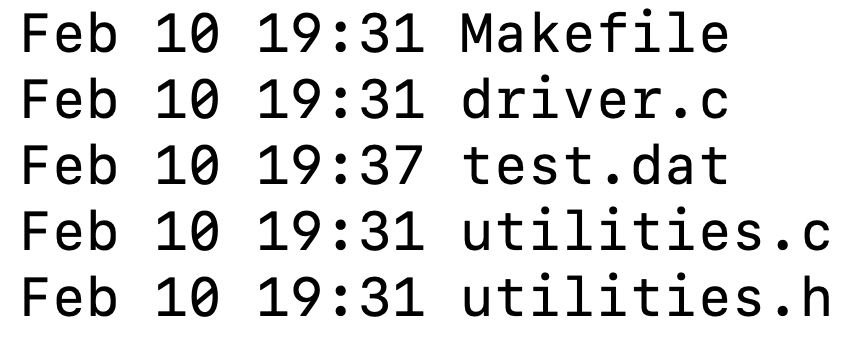 Feb 10 19:31 Makefile
Feb 10 19:31 driver.c
Feb 10 19:37 test.dat
Feb 10 19:31 utilities.c
Feb 10 19:31 utilities.h